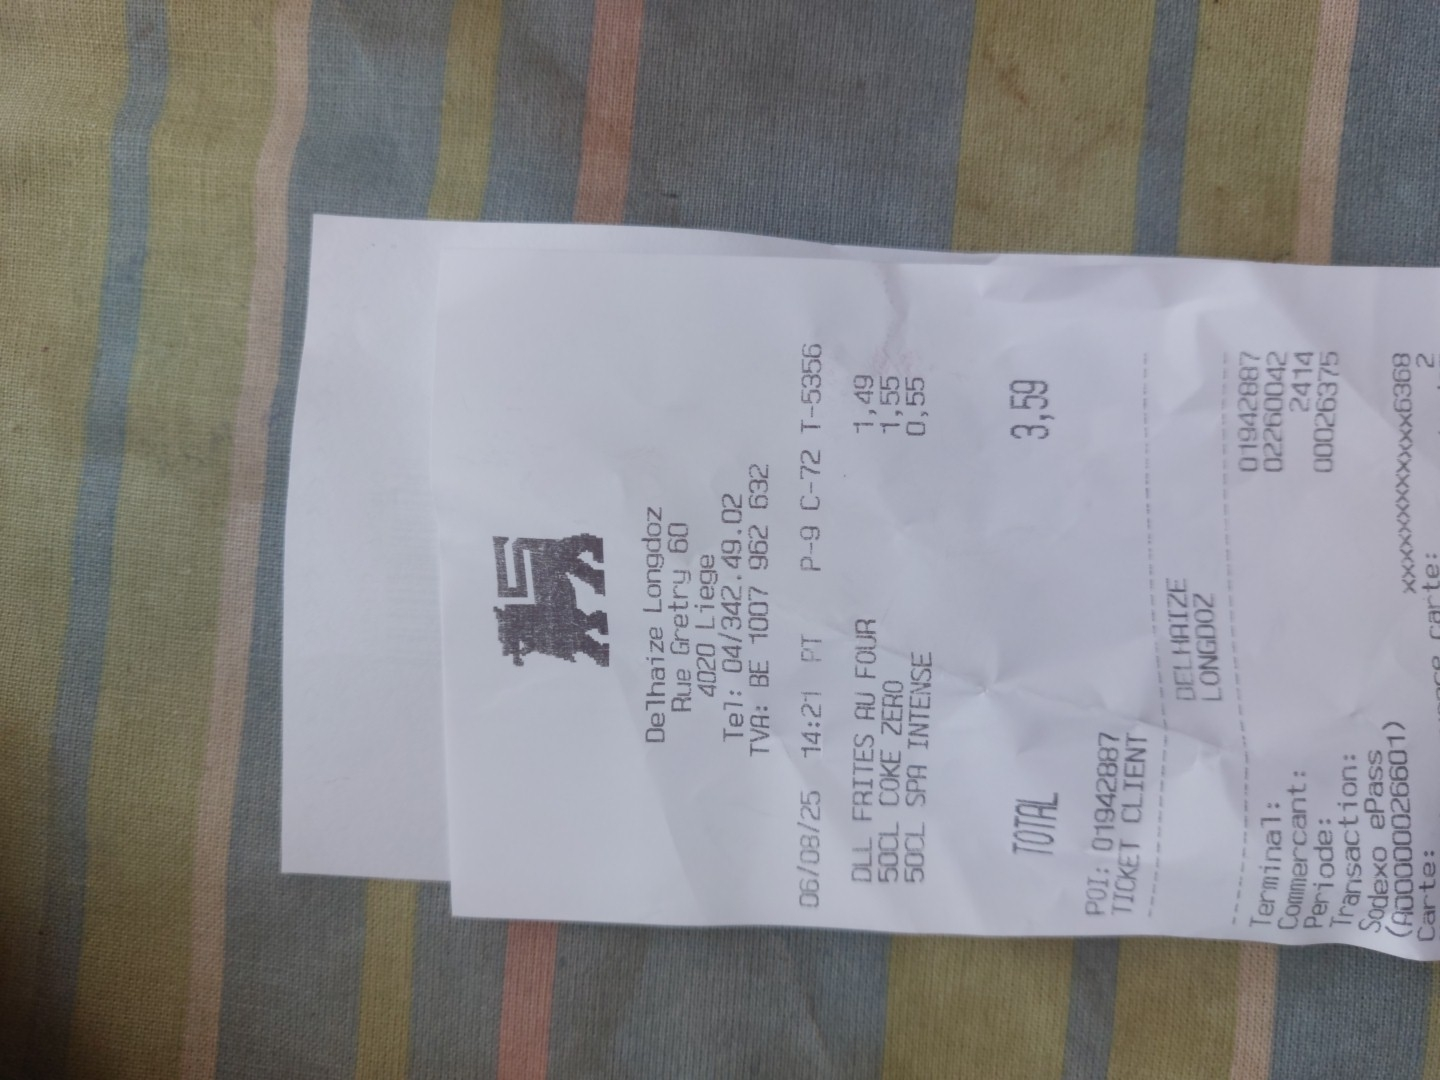 Delhaize Longdoz
Rue Gretry 60
4020 Liege
Tel: 04/342.49.02
TVA: BE 1007 962 632
06/08/25 14:21 PT P-9 C-72 T-5356
DLL FRITES AU FOUR 1,49
50CL COKE ZERO 1,55
50CL SPA INTENSE 0,55
TOTAL 3,59
POI: 01942887
TICKET CLIENT
DELHAIZE
LONGDOZ
Terminal: 01942887
Commercant: 02260042
Periode: 2414
Transaction: 00026375
Sodexo ePass
(A0000000026601)
Carte: xxxxxxxxxxxxx6368
carte: 2